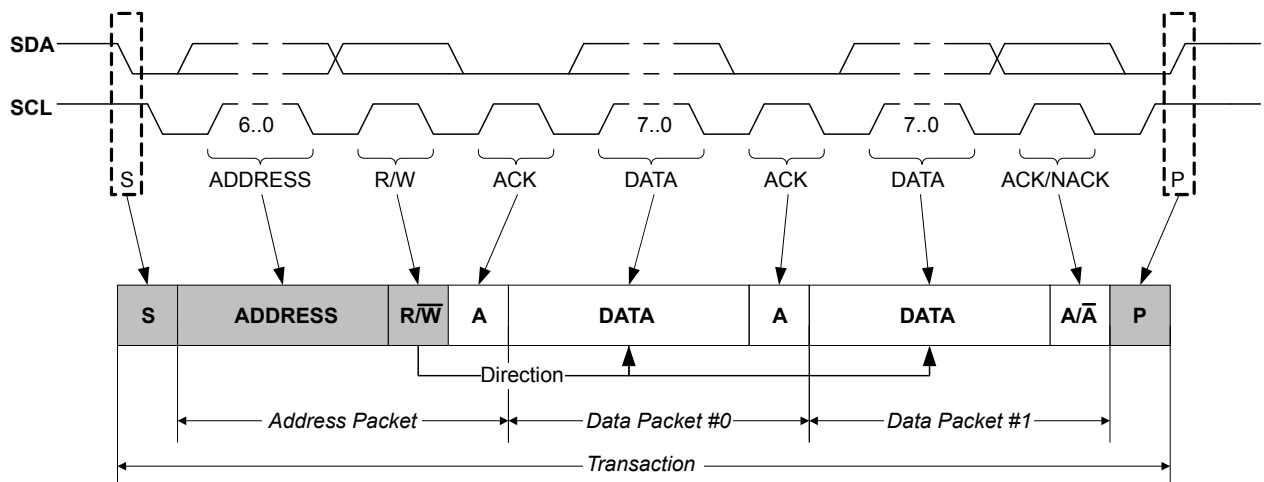 SDA
SCL
6..0 7..0 7..0
S ADDRESS R/W ACK DATA ACK DATA ACK/NACK P
S ADDRESS R/W̅ A DATA A DATA A/A̅ P
Direction
Address Packet Data Packet #0 Data Packet #1
Transaction